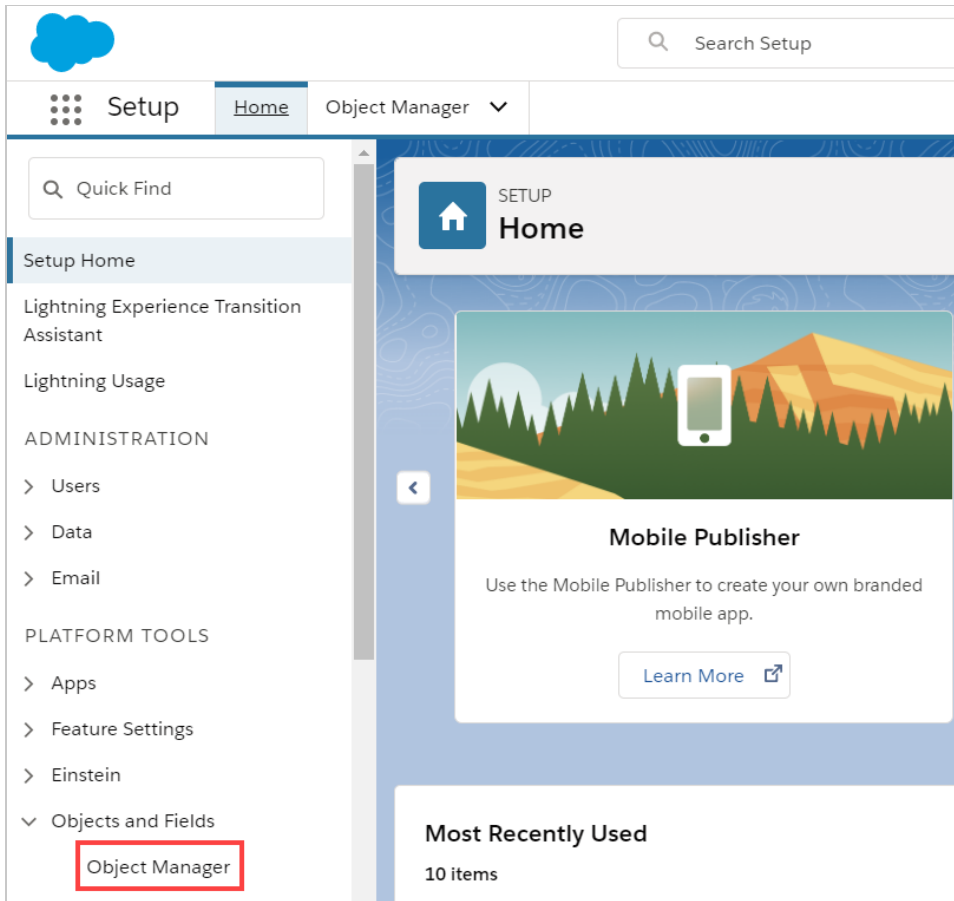 Search Setup
Setup
Home
Object Manager
Quick Find
Setup Home
Lightning Experience Transition
Assistant
Lightning Usage
ADMINISTRATION
Users
Data
Email
PLATFORM TOOLS
Apps
Feature Settings
Einstein
Objects and Fields
Object Manager
SETUP
Home
Mobile Publisher
Use the Mobile Publisher to create your own branded
mobile app.
Learn More
Most Recently Used
10 items